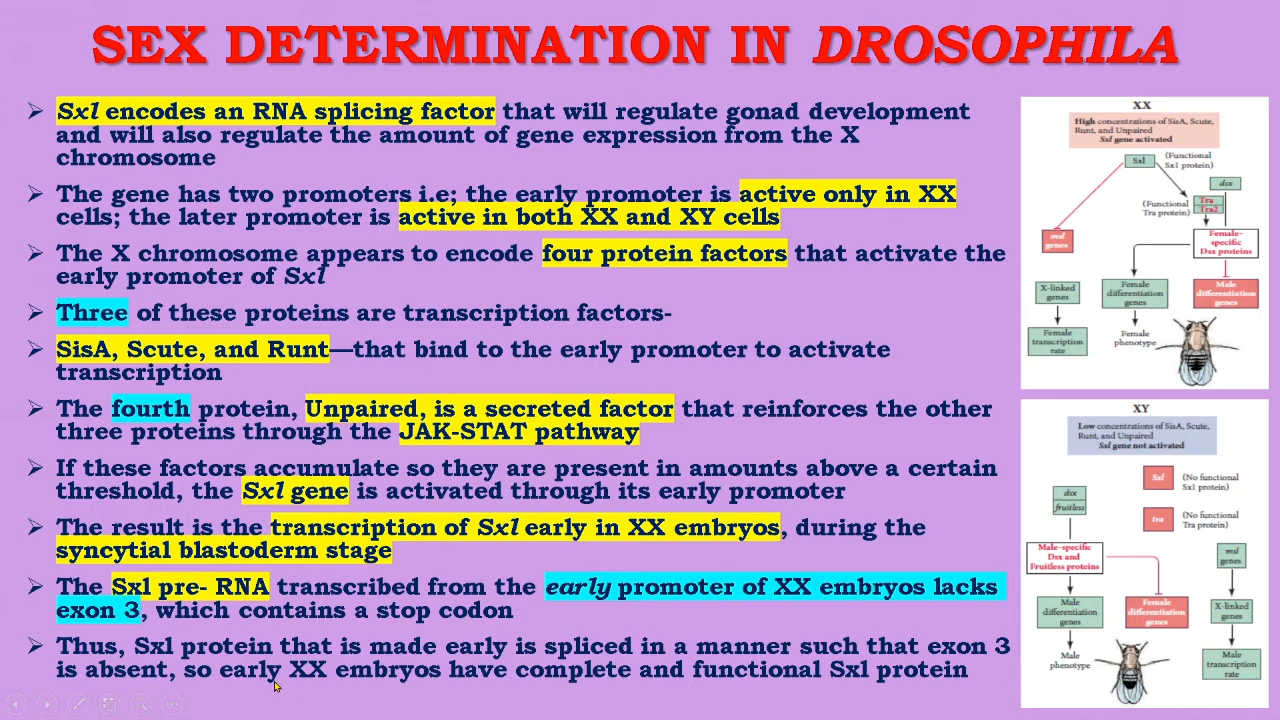 SEX DETERMINATION IN DROSOPHILA
➢ Sxl encodes an RNA splicing factor that will regulate gonad development
and will also regulate the amount of gene expression from the X
chromosome
➢ The gene has two promoters i.e; the early promoter is active only in XX
cells; the later promoter is active in both XX and XY cells
➢ The X chromosome appears to encode four protein factors that activate the
early promoter of Sxl
➢ Three of these proteins are transcription factors-
➢ SisA, Scute, and Runt—that bind to the early promoter to activate
transcription
➢ The fourth protein, Unpaired, is a secreted factor that reinforces the other
three proteins through the JAK-STAT pathway
➢ If these factors accumulate so they are present in amounts above a certain
threshold, the Sxl gene is activated through its early promoter
➢ The result is the transcription of Sxl early in XX embryos, during the
syncytial blastoderm stage
➢ The Sxl pre- RNA transcribed from the early promoter of XX embryos lacks
exon 3, which contains a stop codon
➢ Thus, Sxl protein that is made early is spliced in a manner such that exon 3
is absent, so early XX embryos have complete and functional Sxl protein
XX
High concentrations of SisA, Scute,
Runt, and Unpaired
Sxl gene activated
Sxl
(Functional
Sx1 protein)
dsx
(Functional
Tra protein)
Tra
Tra2
msl
genes
Female-
specific
Dsx proteins
X-linked
genes
Female
differentiation
genes
Male
differentiation
genes
Female
transcription
rate
Female
phenotype
XY
Low concentrations of SisA, Scute,
Runt, and Unpaired
Sxl gene not activated
Sxl
(No functional
Sx1 protein)
dsx
fruitless
tra
(No functional
Tra protein)
Male-specific
Dsx and
Fruitless proteins
msl
genes
Male
differentiation
genes
Female
differentiation
genes
X-linked
genes
Male
phenotype
Male
transcription
rate